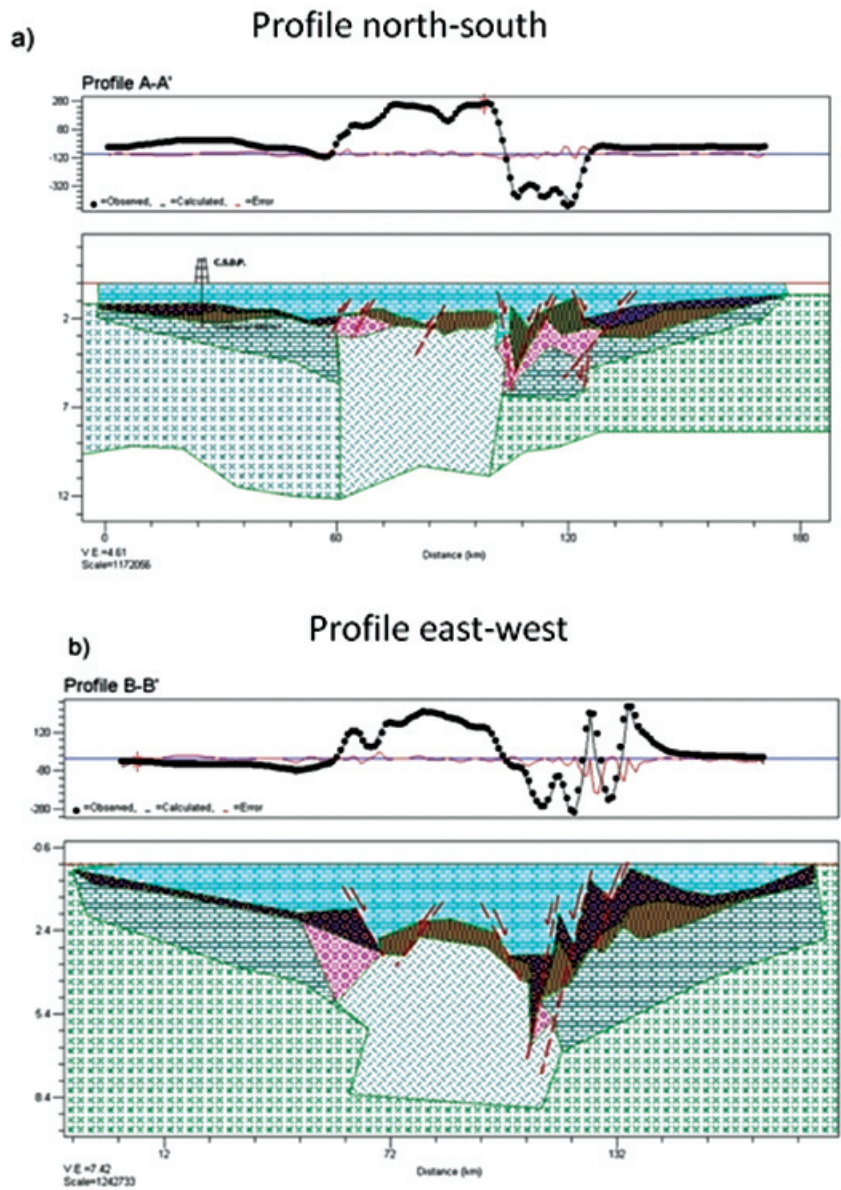 Profile north-south
a)
Profile A-A'
280
80
-120
-320
●=Observed, _ =Calculated, _ =Error
C.S.D.P.
2
7
12
0 60 120 180
V E =4.61
Distance (km)
Scale=1172056
Profile east-west
b)
Profile B-B'
120
-80
-280
●=Observed, _ =Calculated, _ =Error
-0.6
2.4
5.4
8.4
12 72 132
V E =7.42
Distance (km)
Scale=1242733